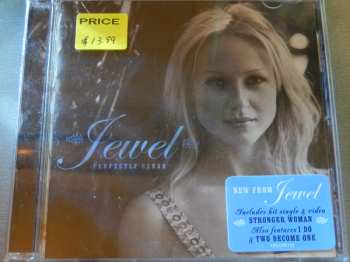 PRICE
$13.99
Jewel
PERFECTLY CLEAR
NEW FROM Jewel
Includes hit single & video
STRONGER WOMAN
Also features I DO
& TWO BECOME ONE